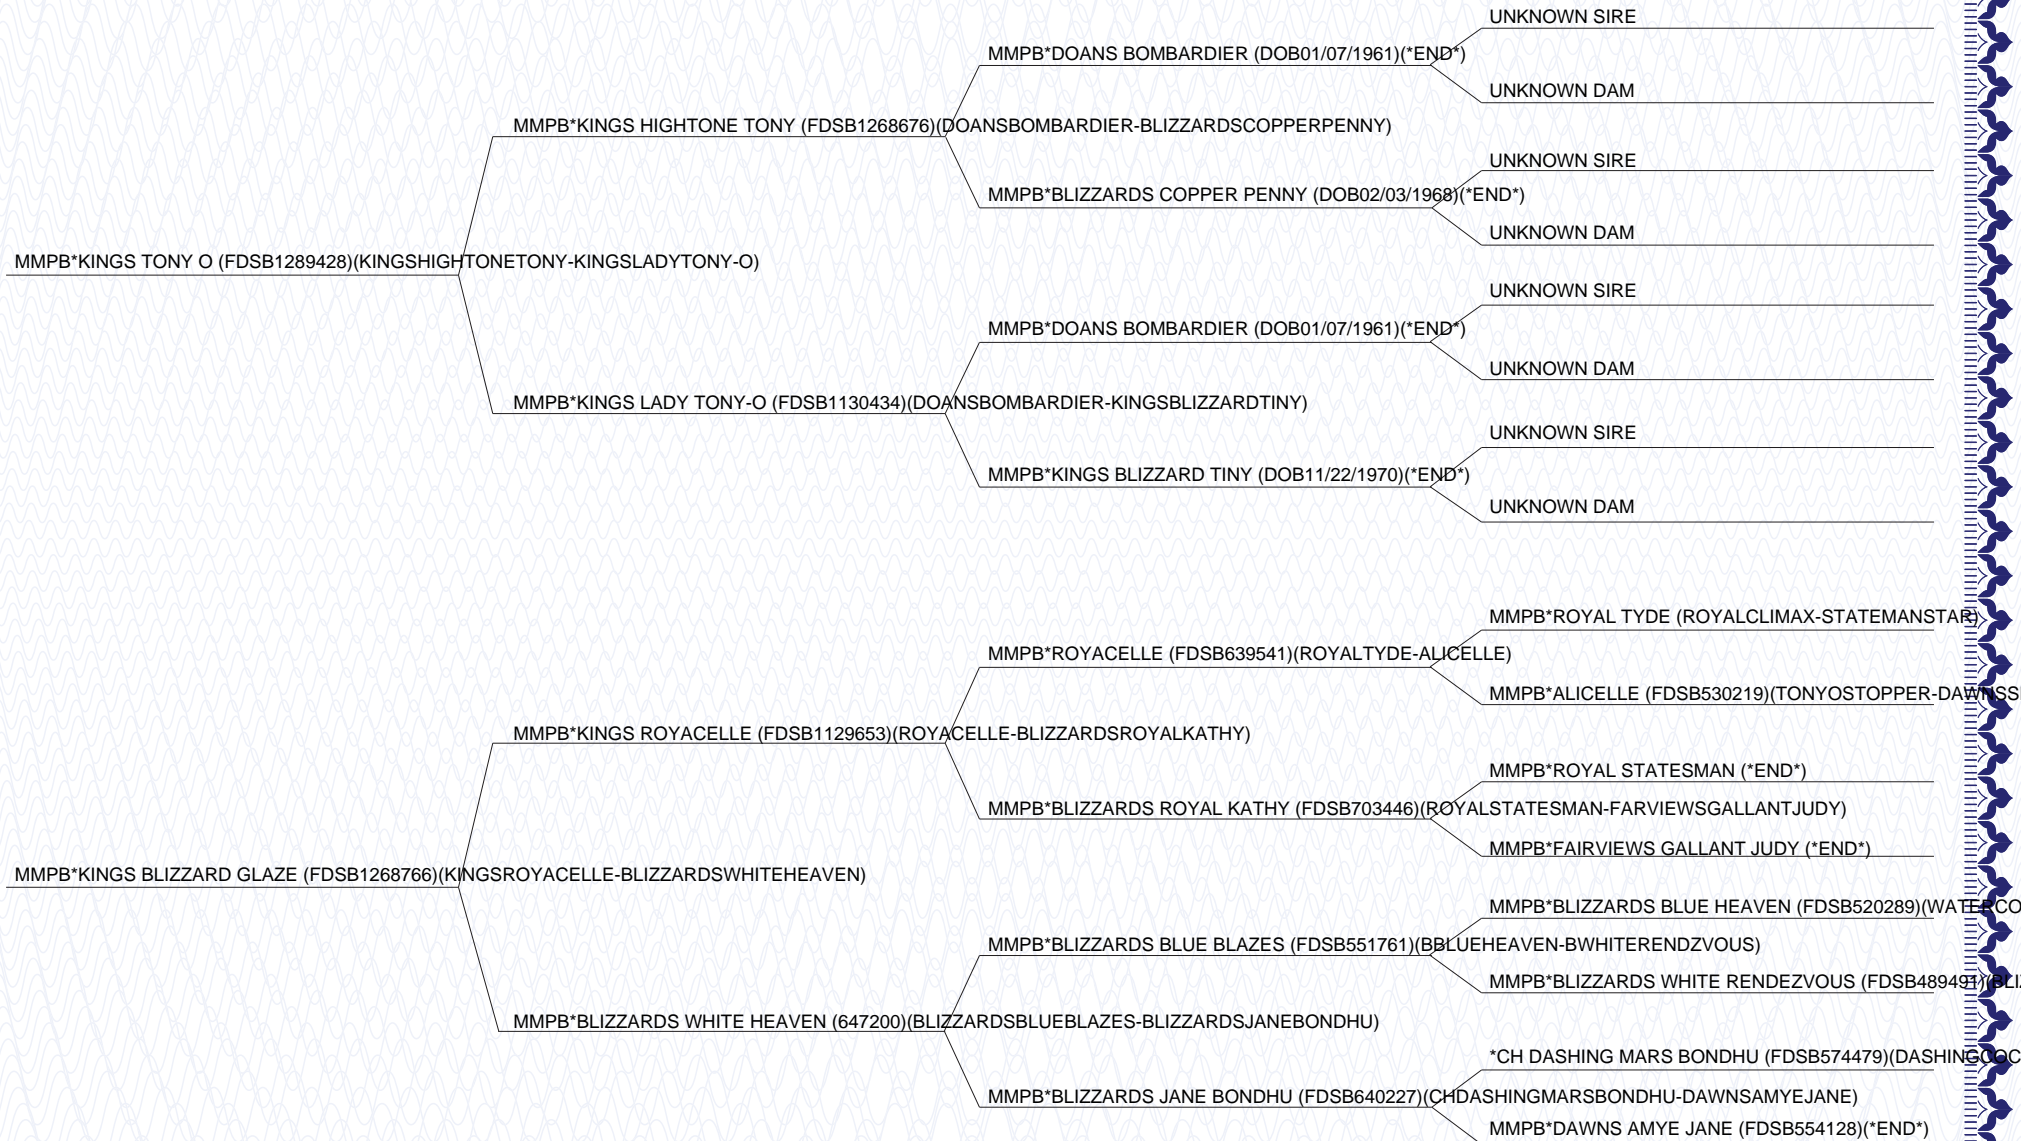 UNKNOWN SIRE
MMPB*DOANS BOMBARDIER (DOB01/07/1961)(*END*)
UNKNOWN DAM
MMPB*KINGS HIGHTONE TONY (FDSB1268676)(DOANSBOMBARDIER-BLIZZARDSCOPPERPENNY)
UNKNOWN SIRE
MMPB*BLIZZARDS COPPER PENNY (DOB02/03/1968)(*END*)
UNKNOWN DAM
MMPB*KINGS TONY O (FDSB1289428)(KINGSHIGHTONETONY-KINGSLADYTONY-O)
UNKNOWN SIRE
MMPB*DOANS BOMBARDIER (DOB01/07/1961)(*END*)
UNKNOWN DAM
MMPB*KINGS LADY TONY-O (FDSB1130434)(DOANSBOMBARDIER-KINGSBLIZZARDTINY)
UNKNOWN SIRE
MMPB*KINGS BLIZZARD TINY (DOB11/22/1970)(*END*)
UNKNOWN DAM
MMPB*ROYAL TYDE (ROYALCLIMAX-STATEMANSTAR)
MMPB*ROYACELLE (FDSB639541)(ROYALTYDE-ALICELLE)
MMPB*ALICELLE (FDSB530219)(TONYOSTOPPER-DAWNSS
MMPB*KINGS ROYACELLE (FDSB1129653)(ROYACELLE-BLIZZARDSROYALKATHY)
MMPB*ROYAL STATESMAN (*END*)
MMPB*BLIZZARDS ROYAL KATHY (FDSB703446)(ROYALSTATESMAN-FARVIEWSGALLANTJUDY)
MMPB*FAIRVIEWS GALLANT JUDY (*END*)
MMPB*KINGS BLIZZARD GLAZE (FDSB1268766)(KINGSROYACELLE-BLIZZARDSWHITEHEAVEN)
MMPB*BLIZZARDS BLUE HEAVEN (FDSB520289)(WATERCO
MMPB*BLIZZARDS BLUE BLAZES (FDSB551761)(BBLUEHEAVEN-BWHITERENDZVOUS)
MMPB*BLIZZARDS WHITE RENDEZVOUS (FDSB489491)(BLI
MMPB*BLIZZARDS WHITE HEAVEN (647200)(BLIZZARDSBLUEBLAZES-BLIZZARDSJANEBONDHU)
*CH DASHING MARS BONDHU (FDSB574479)(DASHINGCOC
MMPB*BLIZZARDS JANE BONDHU (FDSB640227)(CHDASHINGMARSBONDHU-DAWNSAMYEJANE)
MMPB*DAWNS AMYE JANE (FDSB554128)(*END*)